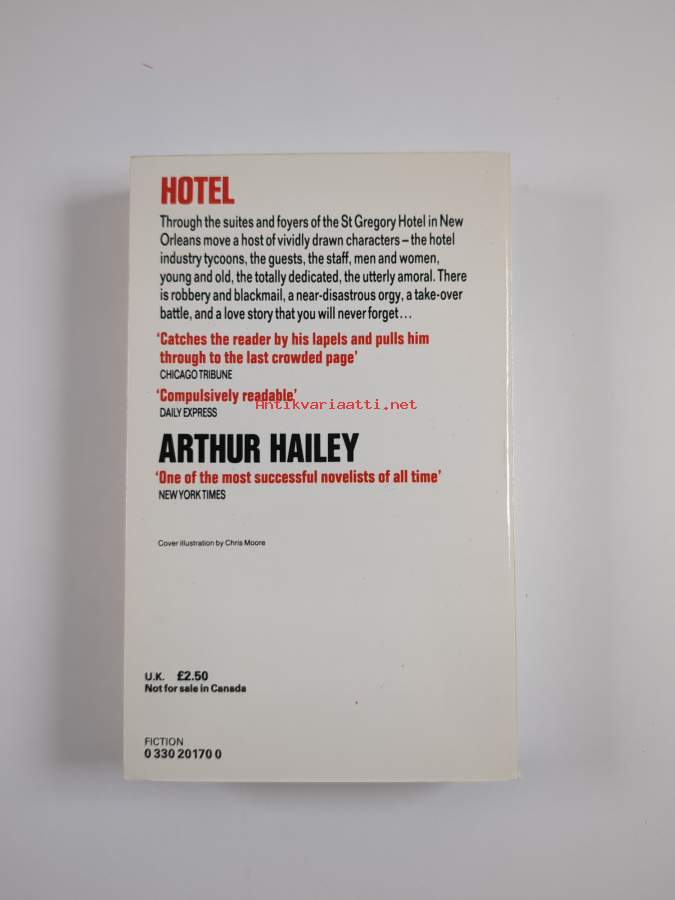 HOTEL
Through the suites and foyers of the St Gregory Hotel in New
Orleans move a host of vividly drawn characters – the hotel
industry tycoons, the guests, the staff, men and women,
young and old, the totally dedicated, the utterly amoral. There
is robbery and blackmail, a near-disastrous orgy, a take-over
battle, and a love story that you will never forget...
‘Catches the reader by his lapels and pulls him
through to the last crowded page’
CHICAGO TRIBUNE
‘Compulsively readable’
Antikvariaatti.net
DAILY EXPRESS
ARTHUR HAILEY
‘One of the most successful novelists of all time’
NEW YORK TIMES
Cover illustration by Chris Moore
U.K. £2.50
Not for sale in Canada
FICTION
0 330 20170 0